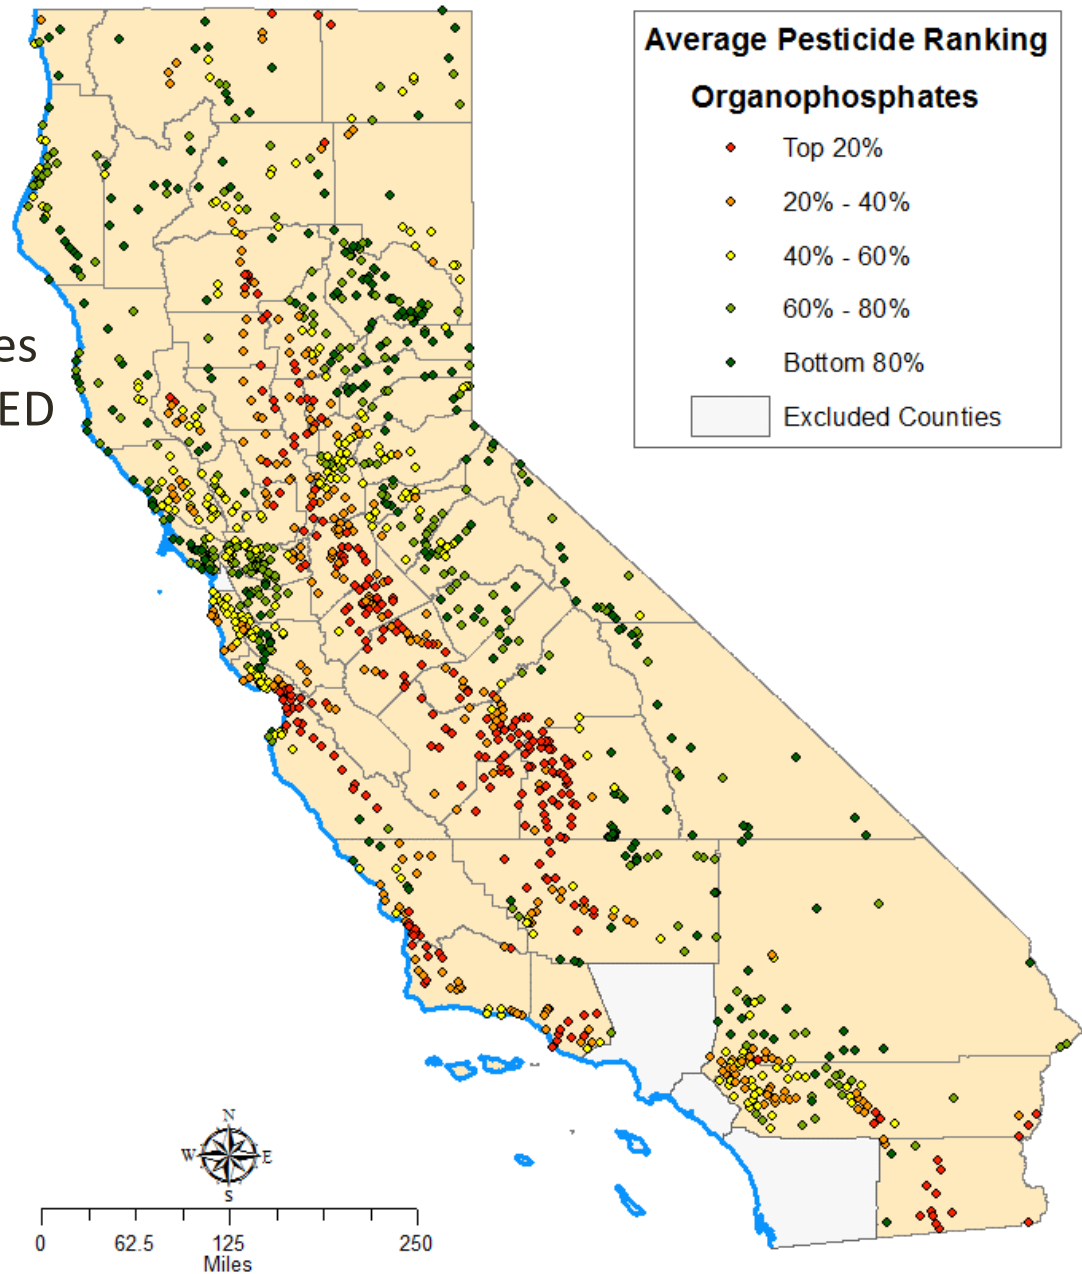 Average Pesticide Ranking
Organophosphates
Top 20%
20% - 40%
40% - 60%
60% - 80%
Bottom 80%
Excluded Counties
es
ED
N
W E
S
0 62.5 125 250
Miles